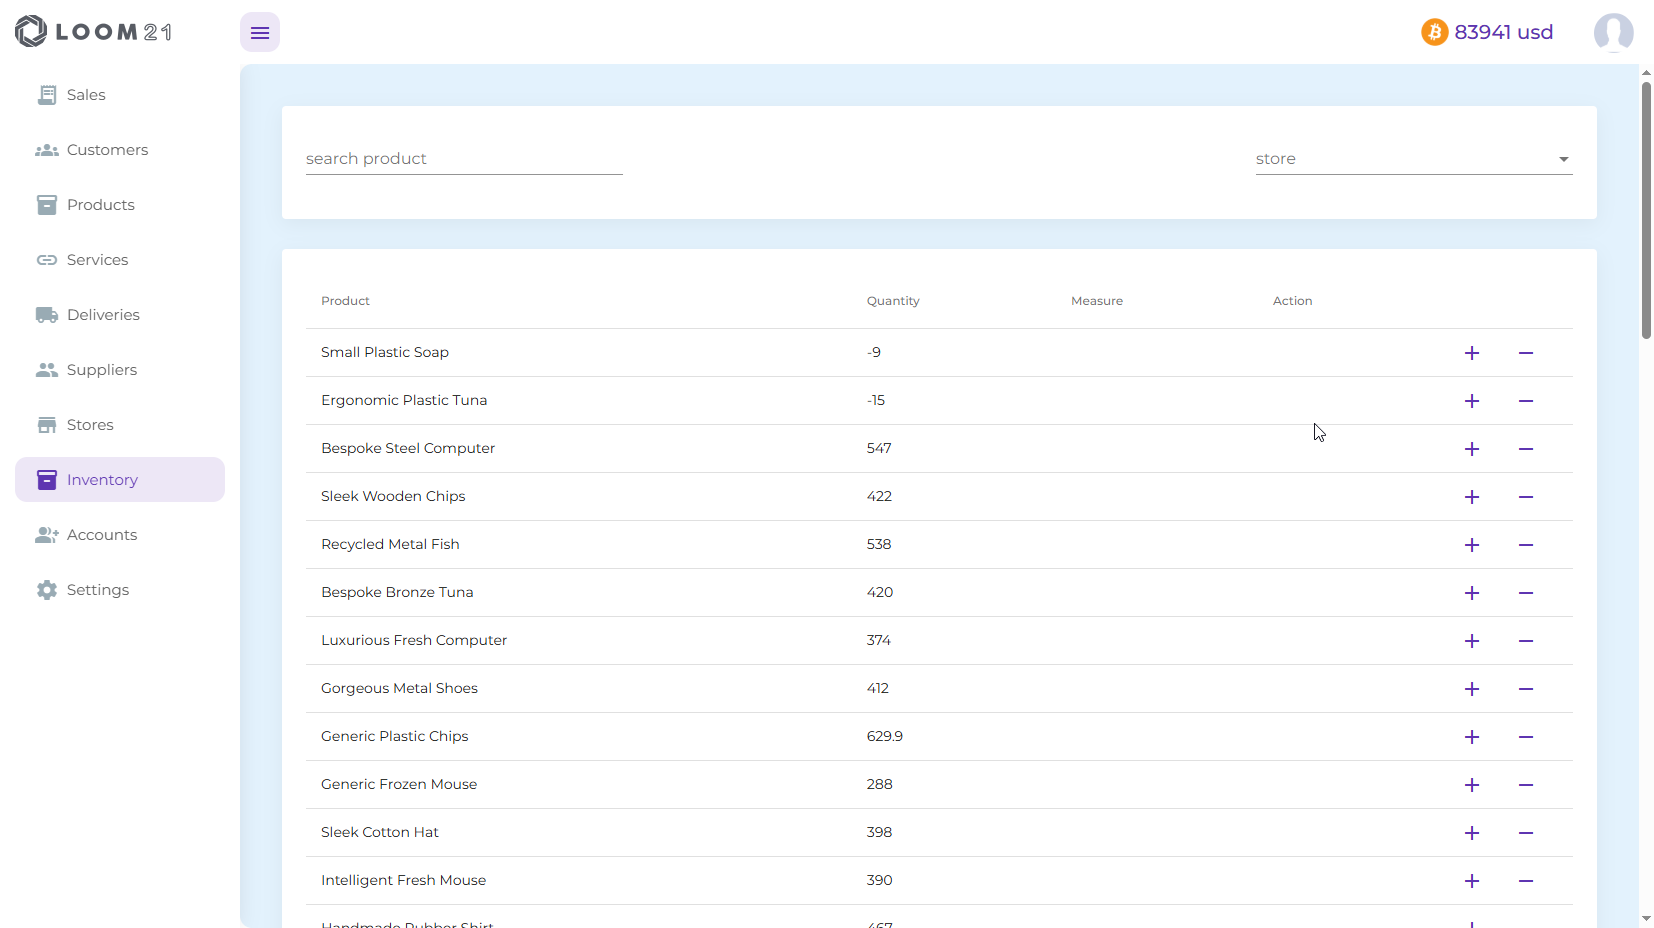 LOOM 21
83941 usd
Sales
Customers
Products
Services
Deliveries
Suppliers
Stores
Inventory
Accounts
Settings
search product
store
Product Quantity Measure Action
Small Plastic Soap -9
Ergonomic Plastic Tuna -15
Bespoke Steel Computer 547
Sleek Wooden Chips 422
Recycled Metal Fish 538
Bespoke Bronze Tuna 420
Luxurious Fresh Computer 374
Gorgeous Metal Shoes 412
Generic Plastic Chips 629.9
Generic Frozen Mouse 288
Sleek Cotton Hat 398
Intelligent Fresh Mouse 390
Handmade Rubber Shirt 467